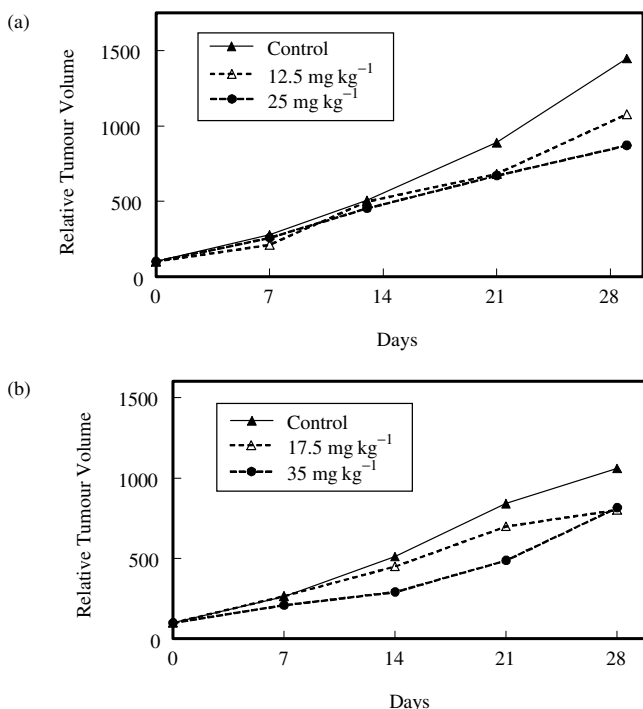 (a)
1500
1000
500
0
Relative Tumour Volume
Control
12.5 mg kg⁻¹
25 mg kg⁻¹
0 7 14 21 28
Days
(b)
1500
1000
500
0
Relative Tumour Volume
Control
17.5 mg kg⁻¹
35 mg kg⁻¹
0 7 14 21 28
Days